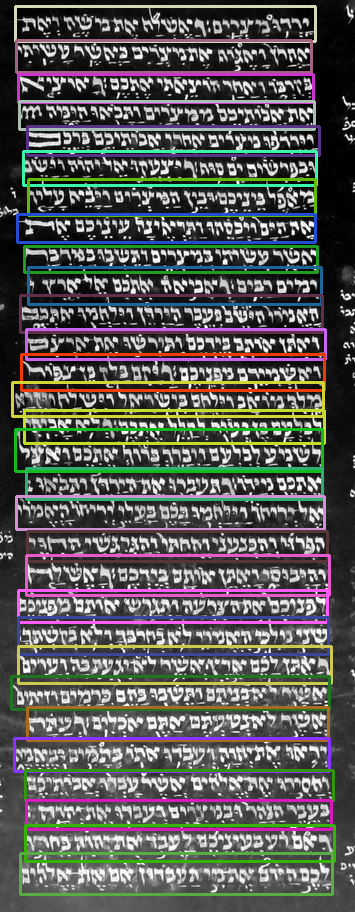 ירדו מצרים ואשלח את משה ואת
אהרן ואגף את מצרים כאשר עשיתי
בקרבו ואחר הוצאתי אתכם ואוציא
את אבותיכם ממצרים ותבאו הימה
וירדפו מצרים אחרי אבותיכם ברכב
ובפרשים ים סוף ויצעקו אל יהוה וישם
מאפל ביניכם ובין המצרים ויבא עליו
את הים ויכסהו ותראינה עיניכם את
אשר עשיתי במצרים ותשבו במדבר
ימים רבים ואביאה אתכם אל ארץ
האמרי היושב בעבר הירדן וילחמו אתכם
ואתן אותם בידכם ותירשו את ארצם
ואשמידם מפניכם ויקם בלק בן צפור
מלך מואב וילחם בישראל וישלח ויקרא
לבלעם בן בעור לקלל אתכם ולא אביתי
לשמע לבלעם ויברך ברוך אתכם ואצל
אתכם מידו ותעברו את הירדן ותבאו
אל יריחו וילחמו בכם בעלי יריחו האמרי
והפרזי והכנעני והחתי והגרגשי החוי
והיבוסי ואתן אותם בידכם ואשלח
לפניכם את הצרעה ותגרש אותם מפניכם
שני מלכי האמרי לא בחרבך ולא בקשתך
ואתן לכם ארץ אשר לא יגעת בה וערים
אשר לא בניתם ותשבו בהם כרמים וזיתים
אשר לא נטעתם אתם אכלים ועתה
יראו את יהוה ועבדו אתו בתמים ובאמת
והסירו את אלהים אשר עבדו אבותיכם
בעבר הנהר ובמצרים ועבדו את יהוה
ואם רע בעיניכם לעבד את יהוה בחרו
לכם היום את מי תעבדון אם את אלהים